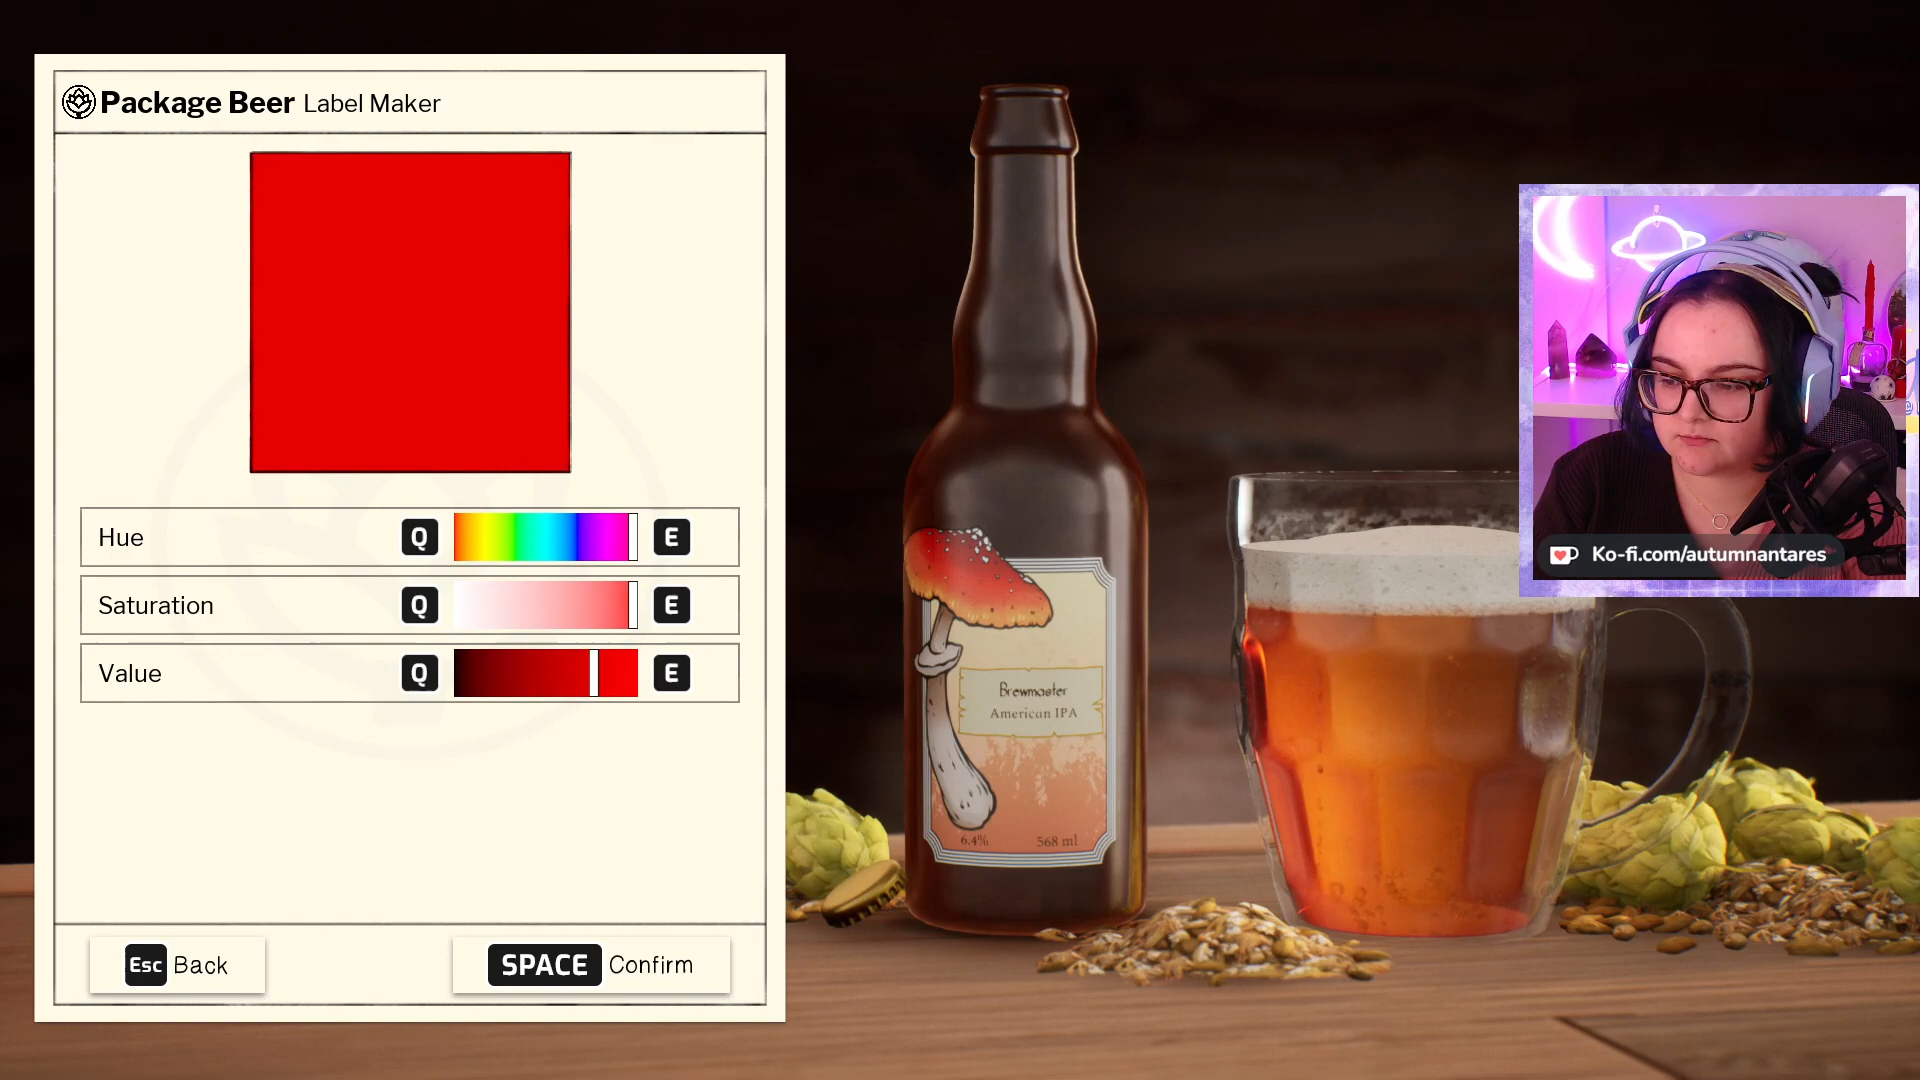 Package Beer Label Maker
Hue Q E
Saturation Q E
Value Q E
Esc Back SPACE Confirm
Brewmaster
American IPA
6.4% 568 ml
Ko-fi.com/autumnantares